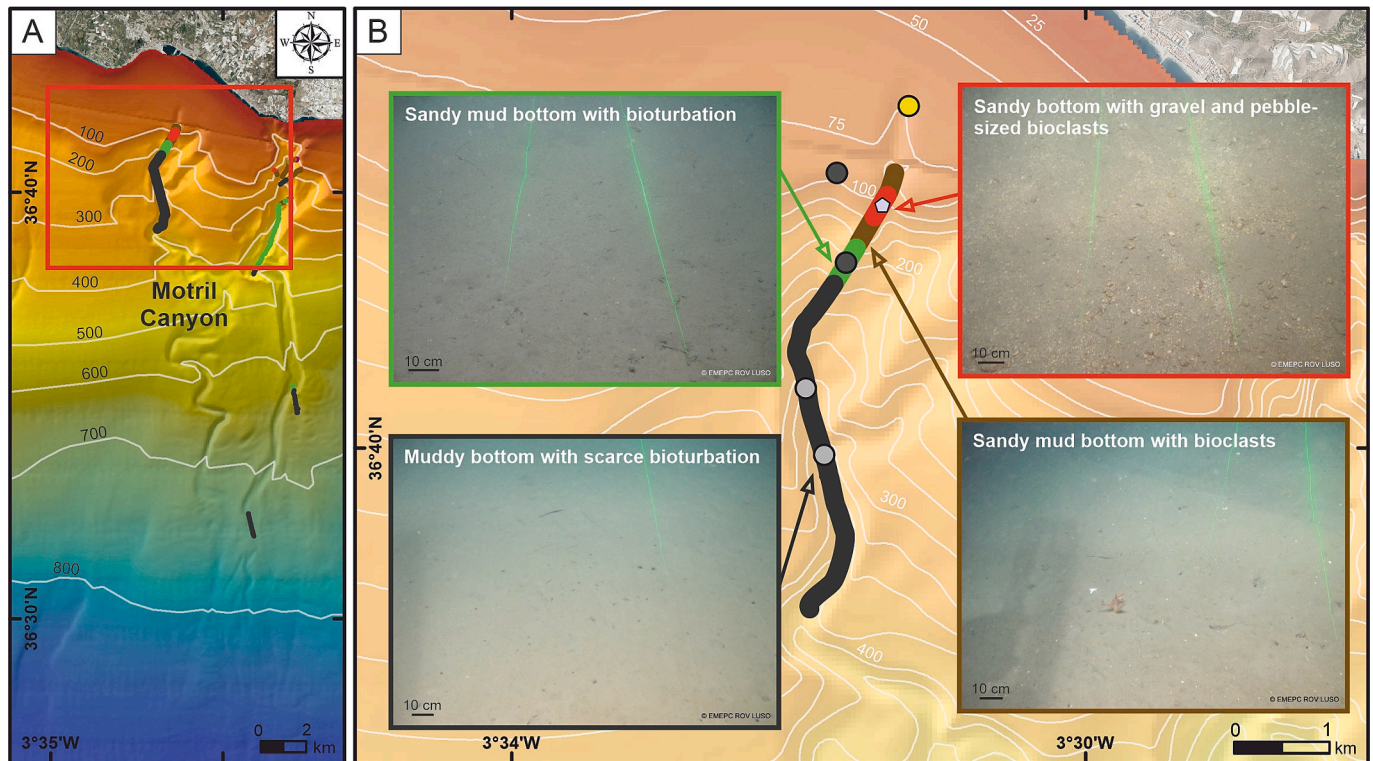 A
N
W
E
S
100
200
300
400
500
600
700
800
Motril
Canyon
36°40'N
36°30'N
3°35'W
0 2
km
B
50
25
75
100
200
300
400
Sandy mud bottom with bioturbation
10 cm
© EMEPC ROV LUSO
Sandy bottom with gravel and pebble-
sized bioclasts
10 cm
© EMEPC ROV LUSO
Muddy bottom with scarce bioturbation
10 cm
© EMEPC ROV LUSO
Sandy mud bottom with bioclasts
10 cm
© EMEPC ROV LUSO
36°40'N
3°34'W
3°30'W
0 1
km